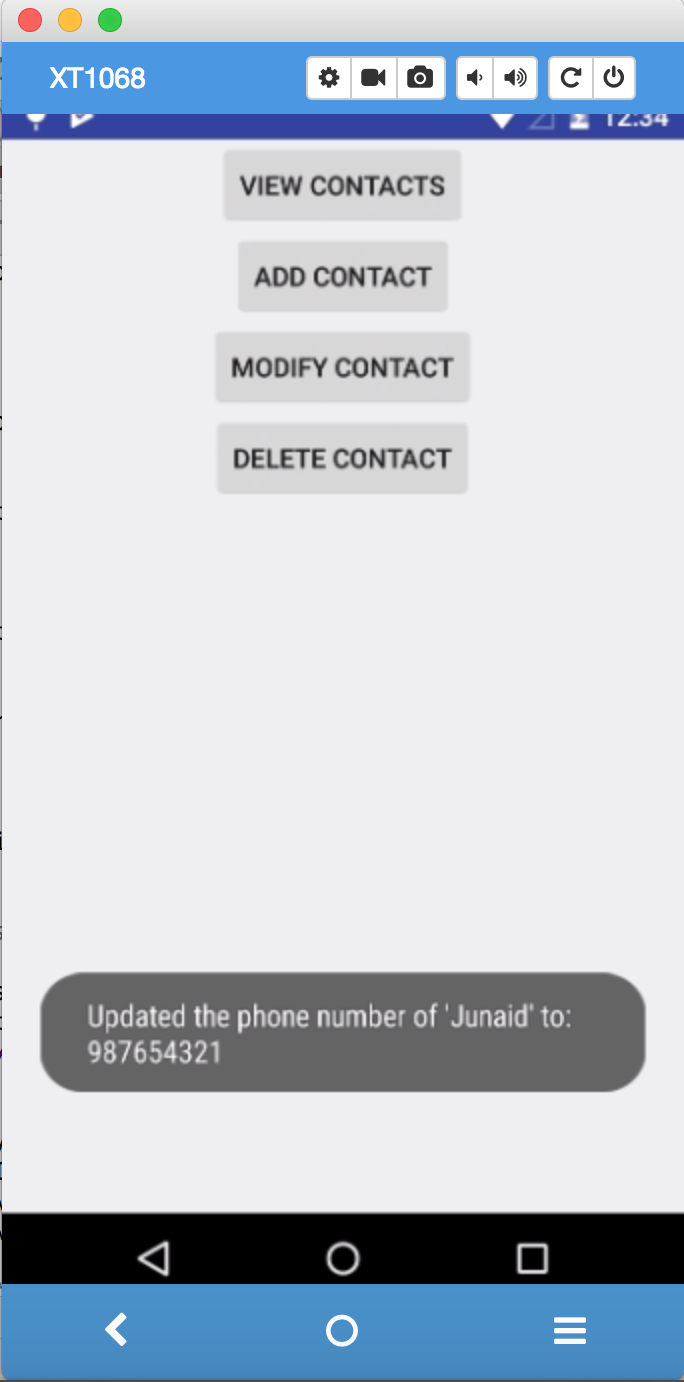 XT1068
12:34
VIEW CONTACTS
ADD CONTACT
MODIFY CONTACT
DELETE CONTACT
Updated the phone number of 'Junaid' to:
987654321